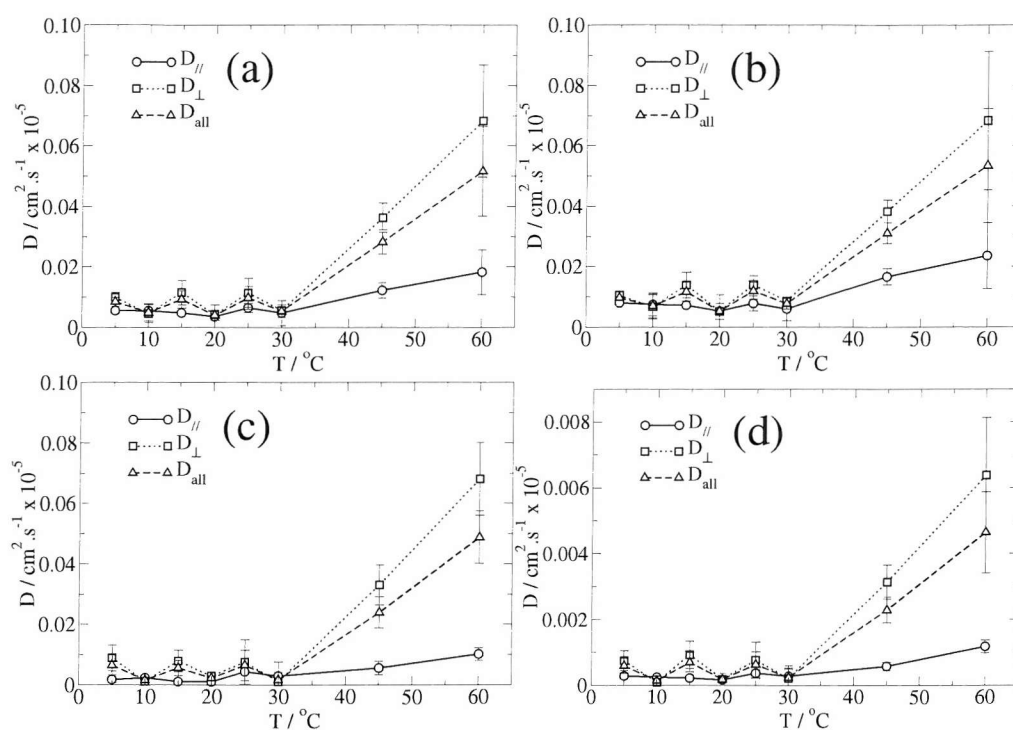 0.10
0.08
0.06
0.04
0.02
0
D / cm².s⁻¹ x 10⁻⁵
D//
D⊥
Dall
(a)
0 10 20 30 40 50 60
T / °C
0.10
0.08
0.06
0.04
0.02
0
D / cm².s⁻¹ x 10⁻⁵
D//
D⊥
Dall
(b)
0 10 20 30 40 50 60
T / °C
0.10
0.08
0.06
0.04
0.02
0
D / cm².s⁻¹ x 10⁻⁵
D//
D⊥
Dall
(c)
0 10 20 30 40 50 60
T / °C
0.008
0.006
0.004
0.002
0
D / cm².s⁻¹ x 10⁻⁵
D//
D⊥
Dall
(d)
0 10 20 30 40 50 60
T / °C